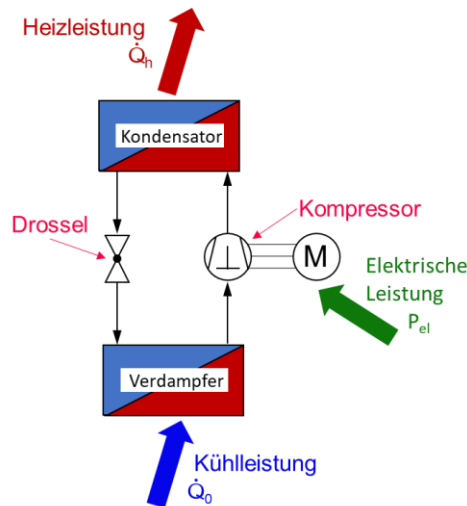 Heizleistung
Q̇h
Kondensator
Drossel
Kompressor
M
Elektrische
Leistung
Pel
Verdampfer
Kühlleistung
Q̇0